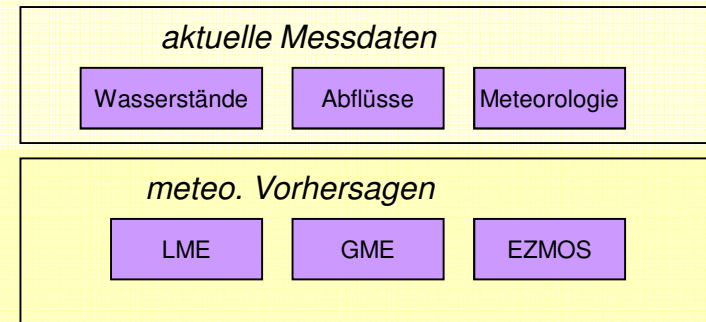 aktuelle Messdaten
Wasserstände Abflüsse Meteorologie
meteo. Vorhersagen
LME GME EZMOS